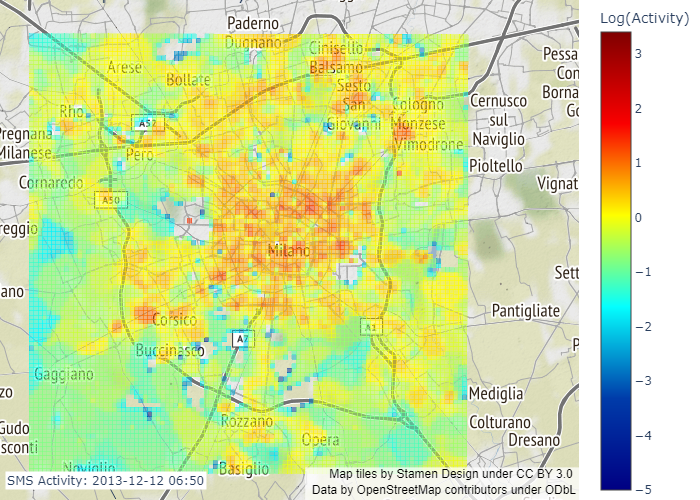 Log(Activity)
Paderno
Dugnano
Cinisello
Balsamo
Arese
Bollate
Sesto
San
Giovanni
Pessa
Con
Borna
Go
Rho
A52
Cologno
Monzese
Cernusco
sul
Naviglio
Pregnana
Milanese
Pero
Vimodrone
Pioltello
Cornaredo
A50
Vignat
reggio
Milano
Sett
ano
Corsico
A1
Pantigliate
Buccinasco
A7
P
Gaggiano
zo
Mediglia
Rozzano
Colturano
Gudo
sconti
Opera
Dresano
Noviglio
Basiglio
SMS Activity: 2013-12-12 06:50
Map tiles by Stamen Design under CC BY 3.0
Data by OpenStreetMap contributors under ODbL
3
2
1
0
−1
−2
−3
−4
−5